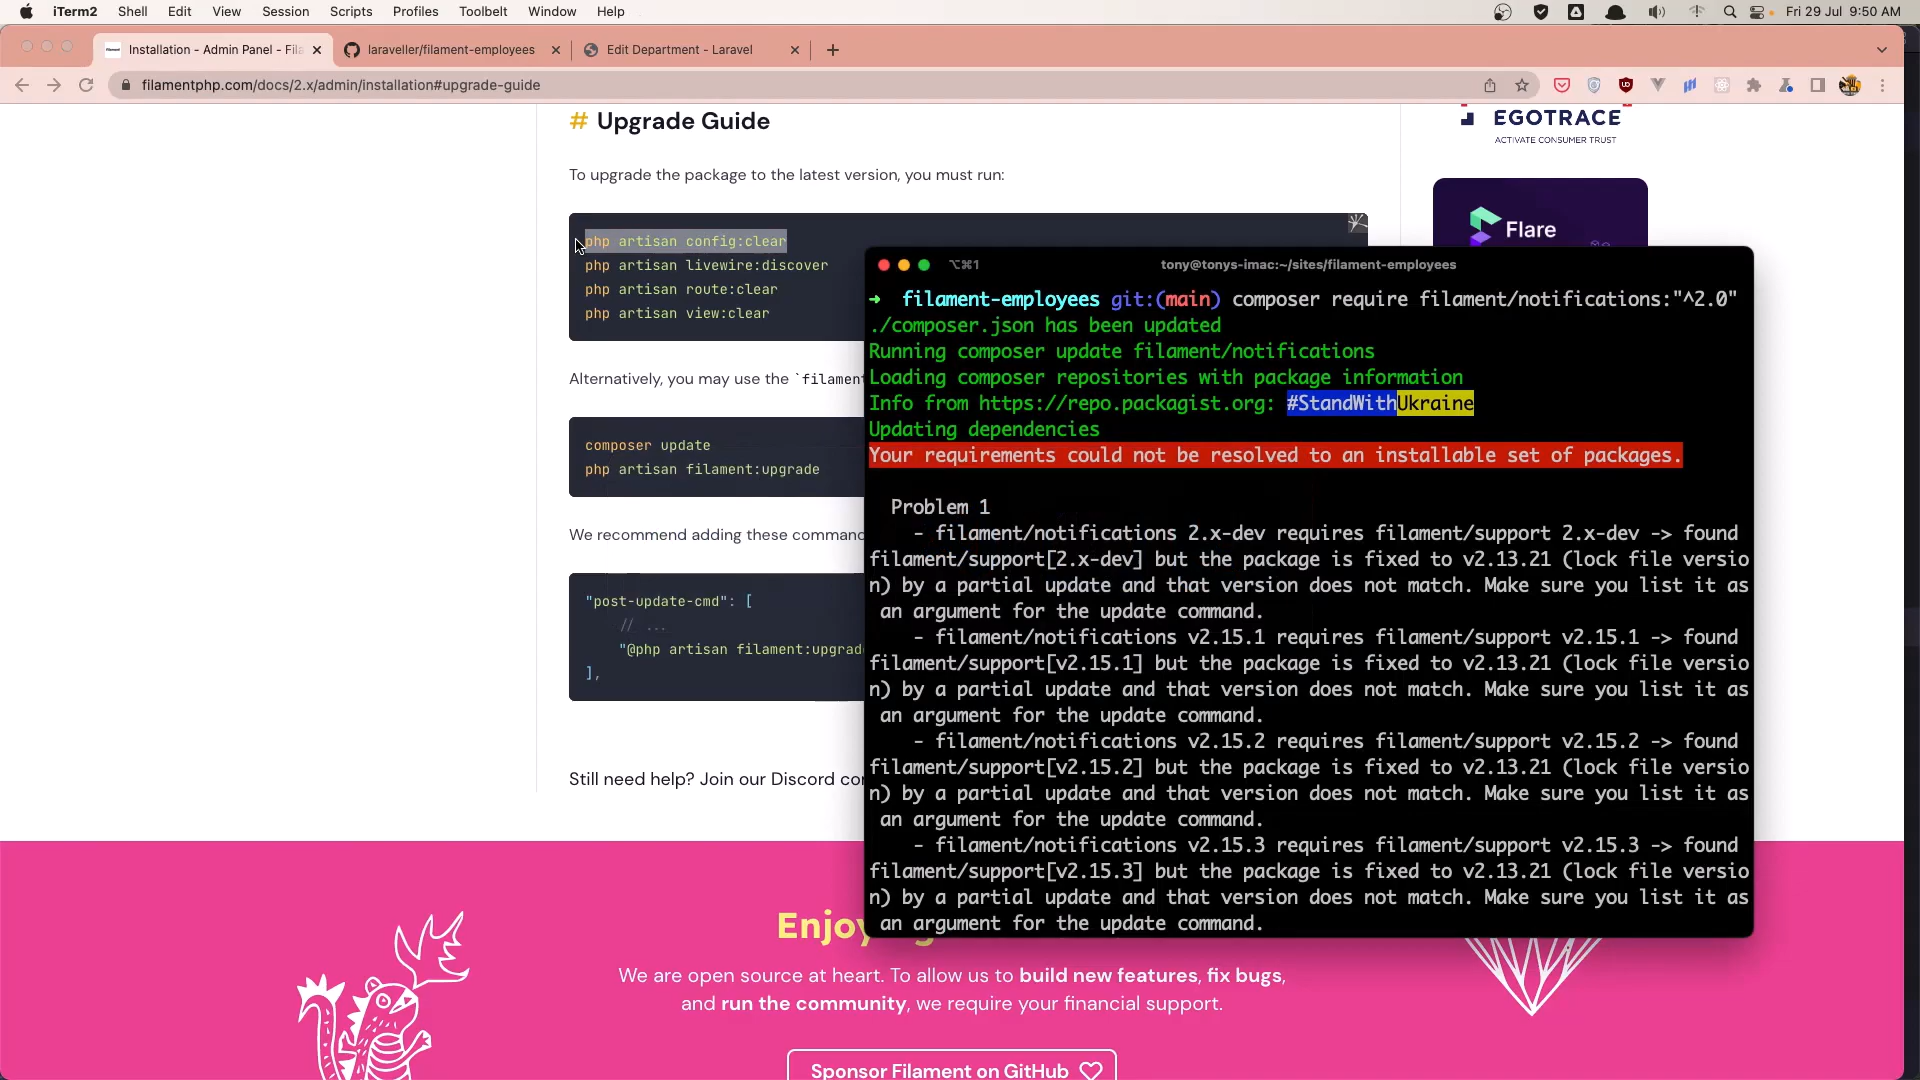 iTerm2 Shell Edit View Session Scripts Profiles Toolbelt Window Help Fri 29 Jul 9:50 AM
Installation - Admin Panel - Fila laraveller/filament-employees Edit Department - Laravel
filamentphp.com/docs/2.x/admin/installation#upgrade-guide
# Upgrade Guide
To upgrade the package to the latest version, you must run:
php artisan config:clear
php artisan livewire:discover
php artisan route:clear
php artisan view:clear
Alternatively, you may use the `filament
composer update
php artisan filament:upgrade
We recommend adding these command
"post-update-cmd": [
// ...
"@php artisan filament:upgrade
],
Still need help? Join our Discord co
EGOTRACE
ACTIVATE CONSUMER TRUST
Flare
⌥⌘1 tony@tonys-imac:~/sites/filament-employees
➜ filament-employees git:(main) composer require filament/notifications:"^2.0"
./composer.json has been updated
Running composer update filament/notifications
Loading composer repositories with package information
Info from https://repo.packagist.org: #StandWithUkraine
Updating dependencies
Your requirements could not be resolved to an installable set of packages.
Problem 1
- filament/notifications 2.x-dev requires filament/support 2.x-dev -> found
filament/support[2.x-dev] but the package is fixed to v2.13.21 (lock file versio
n) by a partial update and that version does not match. Make sure you list it as
an argument for the update command.
- filament/notifications v2.15.1 requires filament/support v2.15.1 -> found
filament/support[v2.15.1] but the package is fixed to v2.13.21 (lock file versio
n) by a partial update and that version does not match. Make sure you list it as
an argument for the update command.
- filament/notifications v2.15.2 requires filament/support v2.15.2 -> found
filament/support[v2.15.2] but the package is fixed to v2.13.21 (lock file versio
n) by a partial update and that version does not match. Make sure you list it as
an argument for the update command.
- filament/notifications v2.15.3 requires filament/support v2.15.3 -> found
filament/support[v2.15.3] but the package is fixed to v2.13.21 (lock file versio
n) by a partial update and that version does not match. Make sure you list it as
an argument for the update command.
Enjoy
We are open source at heart. To allow us to build new features, fix bugs,
and run the community, we require your financial support.
Sponsor Filament on GitHub